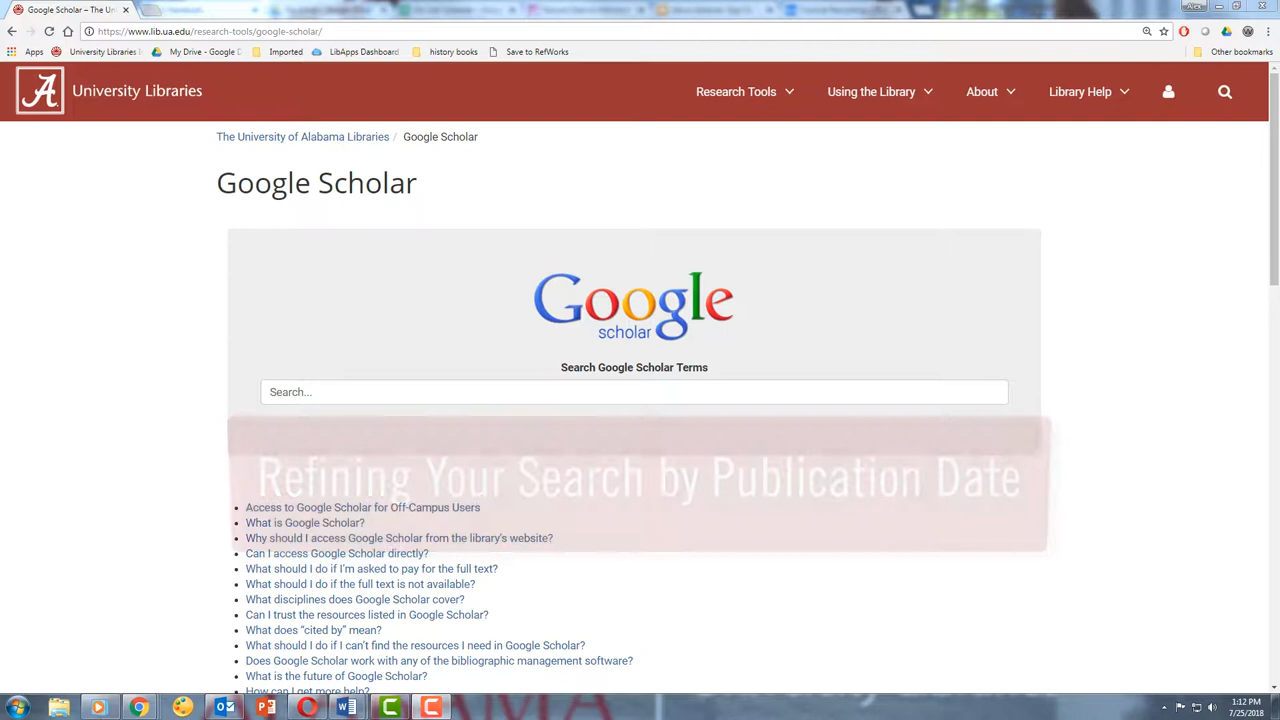 Google Scholar – The Un
Alex
https://www.lib.ua.edu/research-tools/google-scholar/
Apps
University Libraries
My Drive - Google D
Imported
LibApps Dashboard
history books
Save to RefWorks
Other bookmarks
A University Libraries
Research Tools
Using the Library
About
Library Help
The University of Alabama Libraries / Google Scholar
Google Scholar
Google
scholar
Search Google Scholar Terms
Search...
Refining Your Search by Publication Date
Access to Google Scholar for Off-Campus Users
What is Google Scholar?
Why should I access Google Scholar from the library's website?
Can I access Google Scholar directly?
What should I do if I'm asked to pay for the full text?
What should I do if the full text is not available?
What disciplines does Google Scholar cover?
Can I trust the resources listed in Google Scholar?
What does “cited by” mean?
What should I do if I can't find the resources I need in Google Scholar?
Does Google Scholar work with any of the bibliographic management software?
What is the future of Google Scholar?
How can I get more help?
1:12 PM
7/25/2018